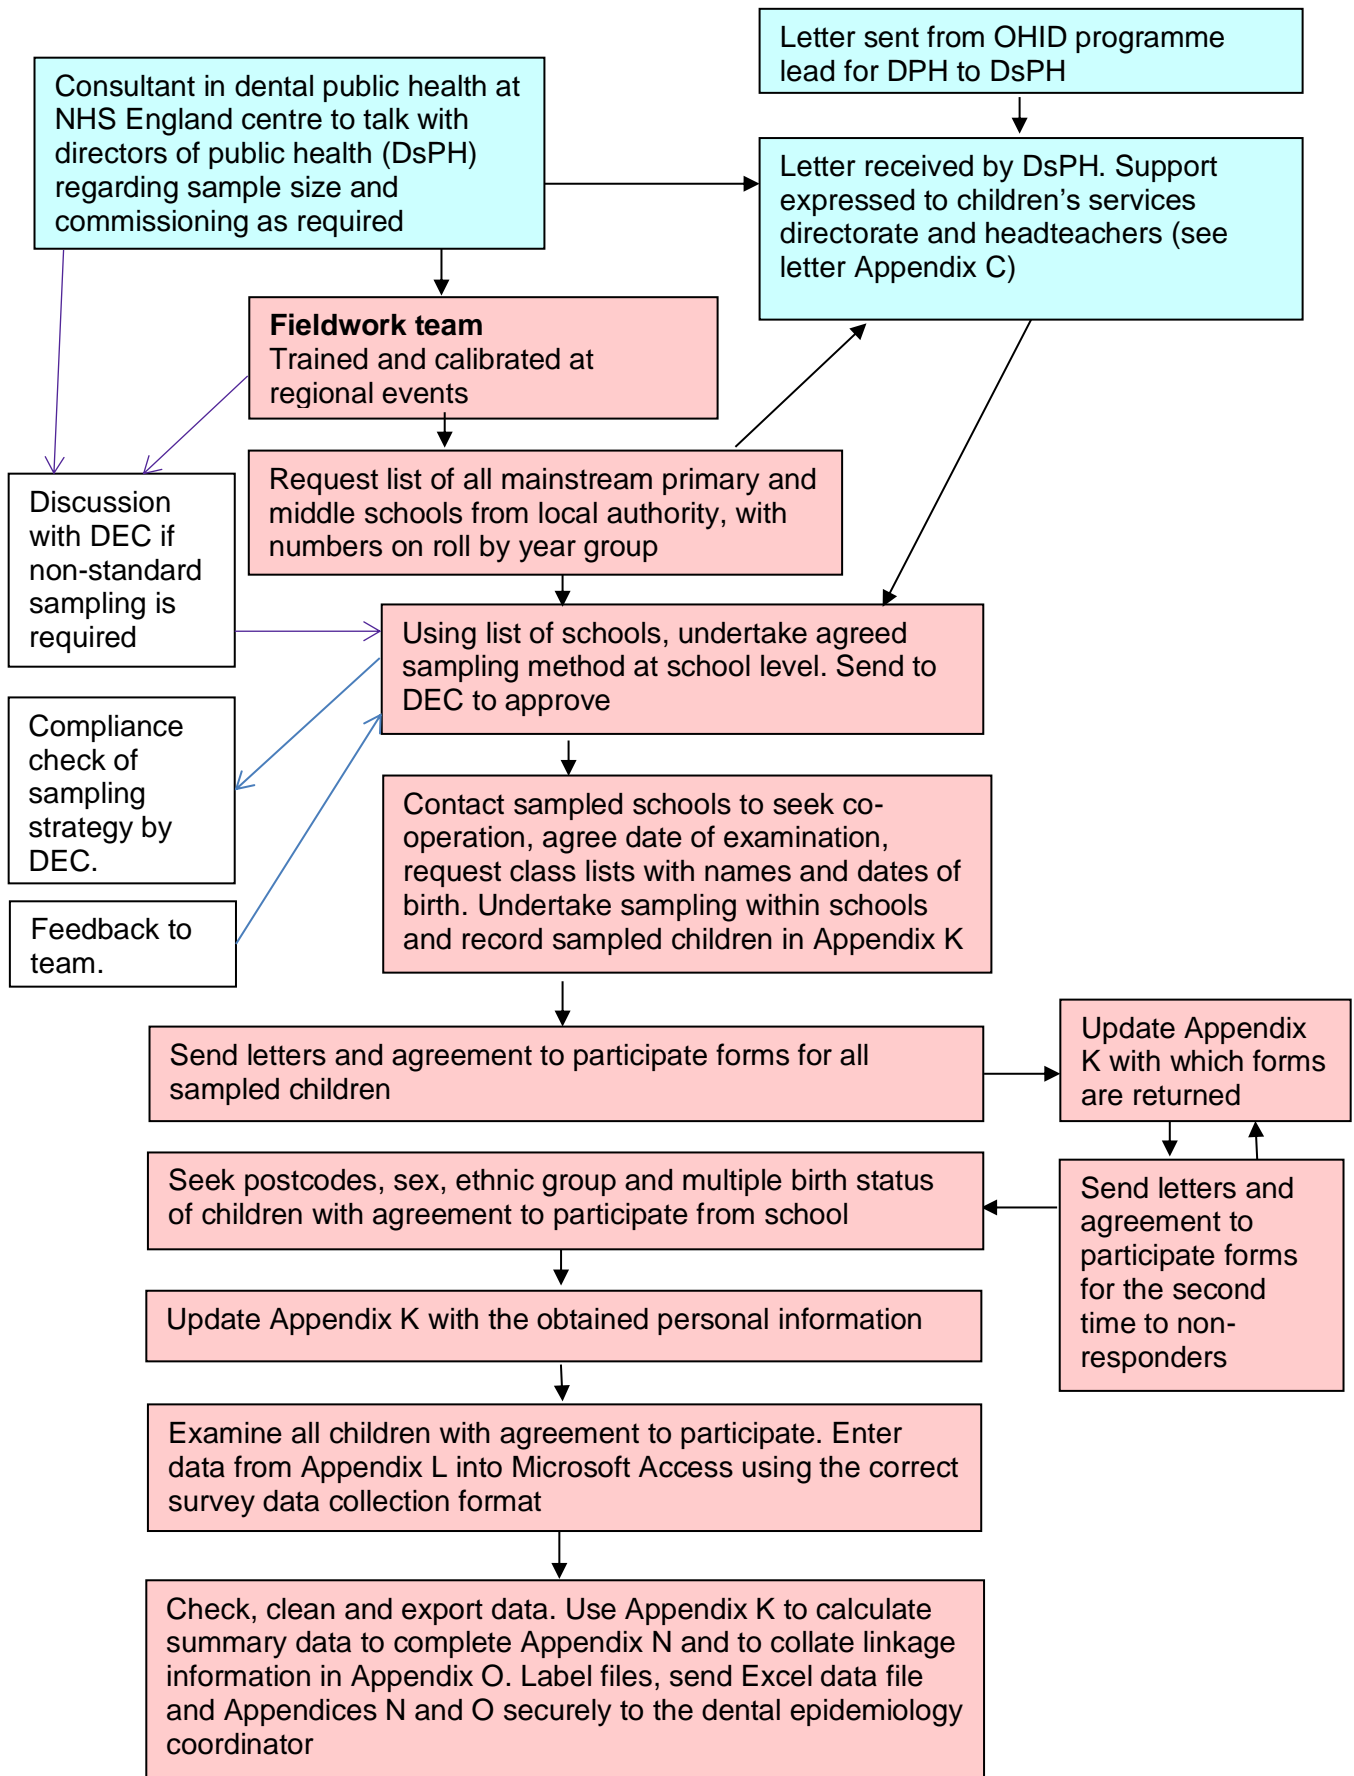 Letter sent from OHID programme
lead for DPH to DsPH
Consultant in dental public health at
NHS England centre to talk with
directors of public health (DsPH)
regarding sample size and
commissioning as required
Letter received by DsPH. Support
expressed to children’s services
directorate and headteachers (see
letter Appendix C)
Fieldwork team
Trained and calibrated at
regional events
Request list of all mainstream primary and
middle schools from local authority, with
numbers on roll by year group
Discussion
with DEC if
non-standard
sampling is
required
Using list of schools, undertake agreed
sampling method at school level. Send to
DEC to approve
Compliance
check of
sampling
strategy by
DEC.
Feedback to
team.
Contact sampled schools to seek co-
operation, agree date of examination,
request class lists with names and dates of
birth. Undertake sampling within schools
and record sampled children in Appendix K
Send letters and agreement to participate forms for all
sampled children
Update Appendix
K with which forms
are returned
Send letters and
agreement to
participate forms
for the second
time to non-
responders
Seek postcodes, sex, ethnic group and multiple birth status
of children with agreement to participate from school
Update Appendix K with the obtained personal information
Examine all children with agreement to participate. Enter
data from Appendix L into Microsoft Access using the correct
survey data collection format
Check, clean and export data. Use Appendix K to calculate
summary data to complete Appendix N and to collate linkage
information in Appendix O. Label files, send Excel data file
and Appendices N and O securely to the dental epidemiology
coordinator